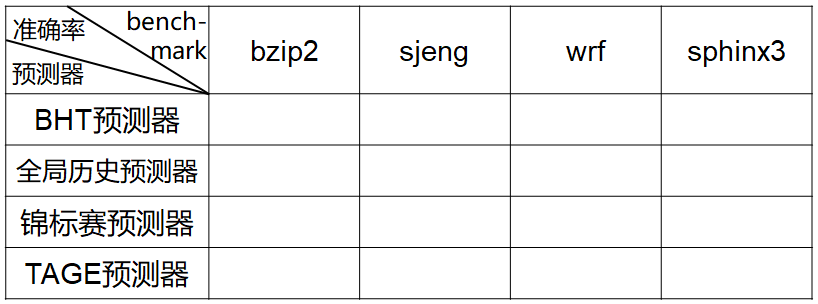 准确率
bench-
mark
预测器
bzip2
sjeng
wrf
sphinx3
BHT预测器
全局历史预测器
锦标赛预测器
TAGE预测器